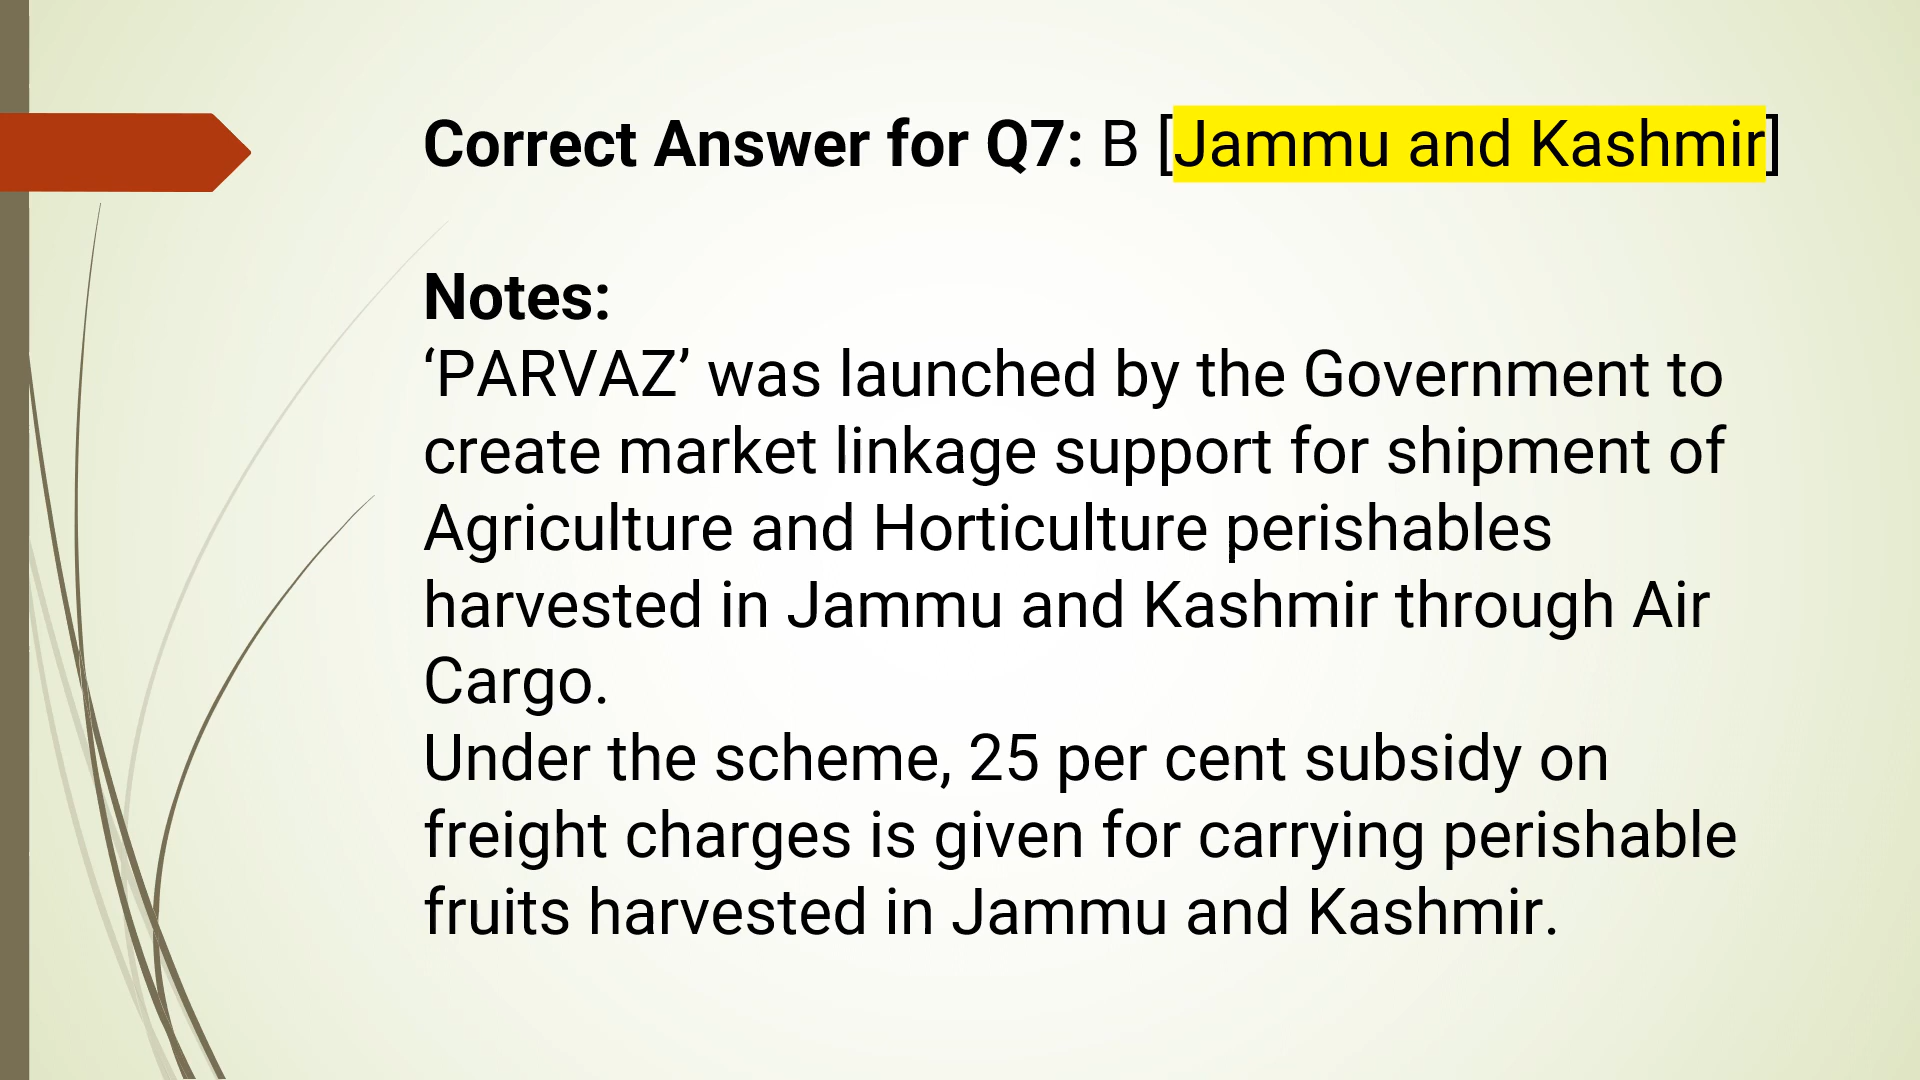 Correct Answer for Q7: B [Jammu and Kashmir]
Notes:
‘PARVAZ’ was launched by the Government to
create market linkage support for shipment of
Agriculture and Horticulture perishables
harvested in Jammu and Kashmir through Air
Cargo.
Under the scheme, 25 per cent subsidy on
freight charges is given for carrying perishable
fruits harvested in Jammu and Kashmir.